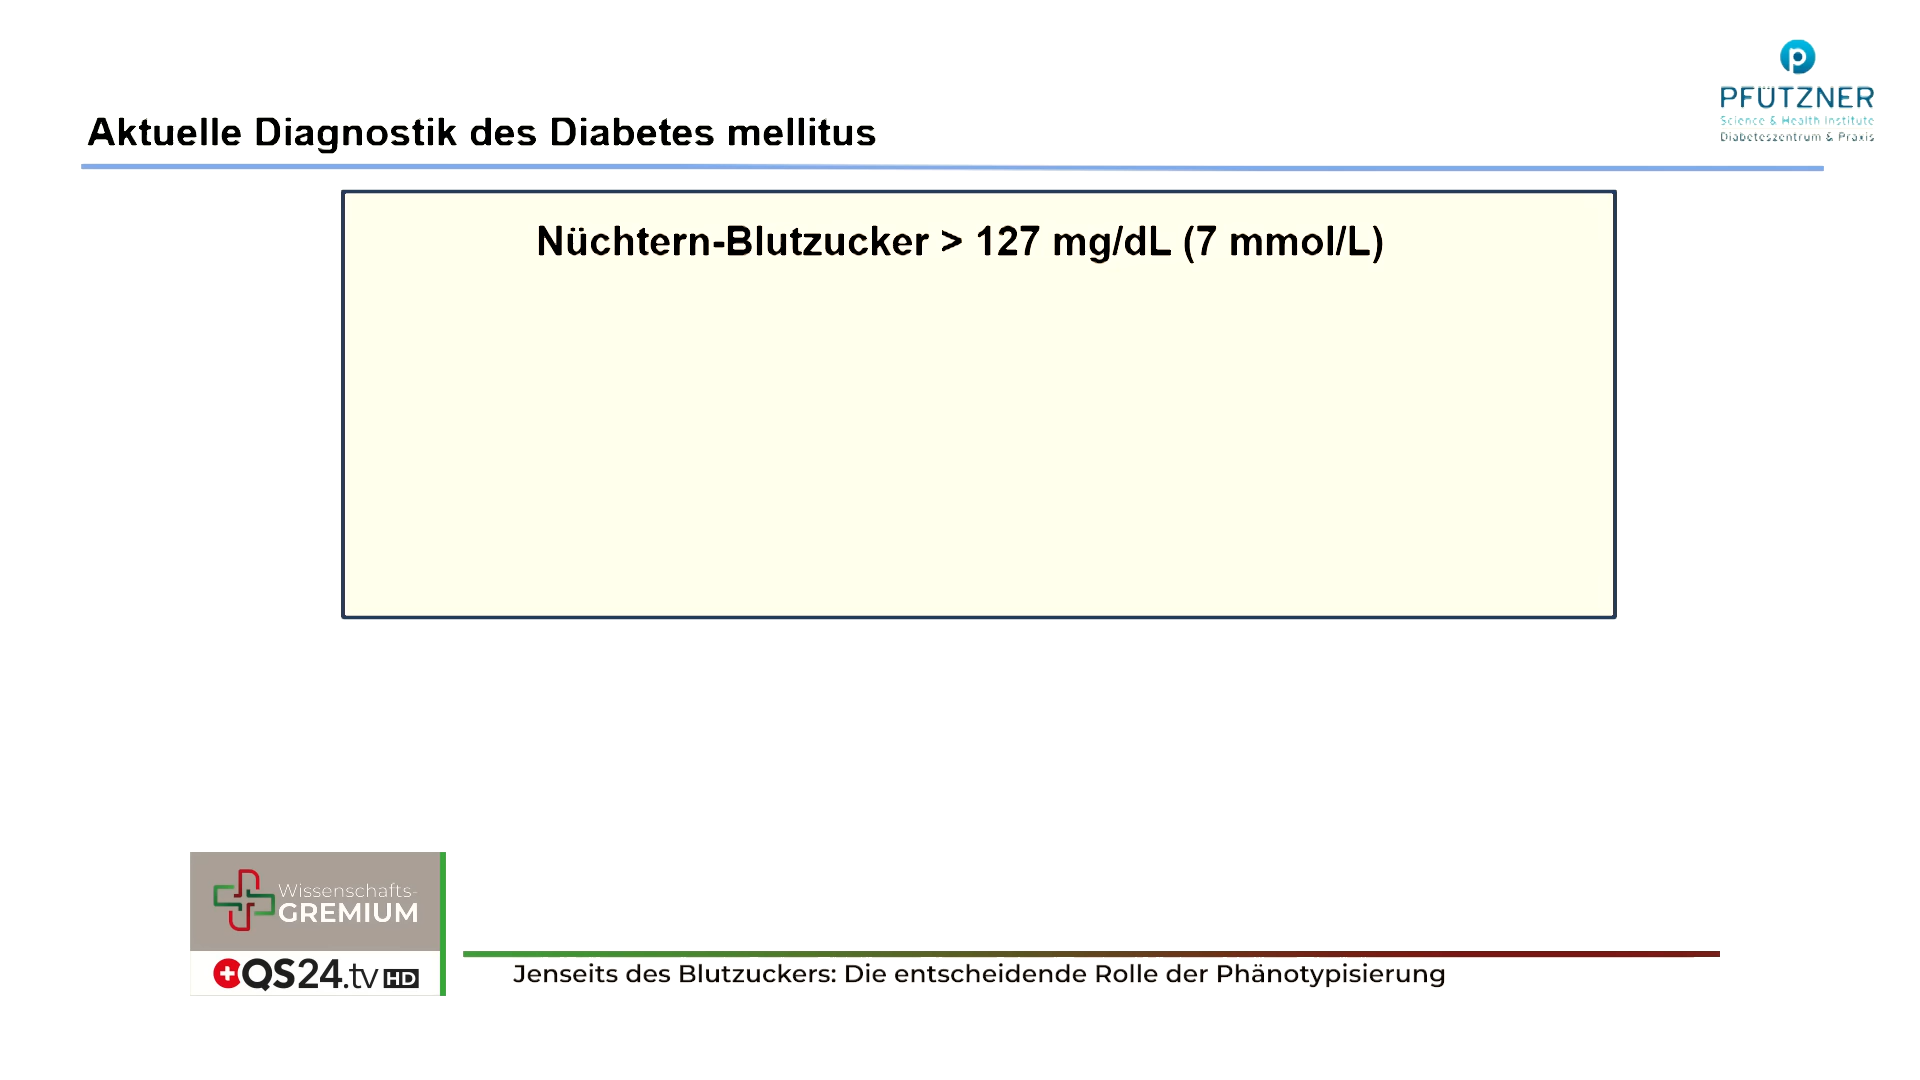 PFÜTZNER
Science & Health Institute
Diabeteszentrum & Praxis
Aktuelle Diagnostik des Diabetes mellitus
Nüchtern-Blutzucker > 127 mg/dL (7 mmol/L)
Wissenschafts-
GREMIUM
QS24.tv HD
Jenseits des Blutzuckers: Die entscheidende Rolle der Phänotypisierung